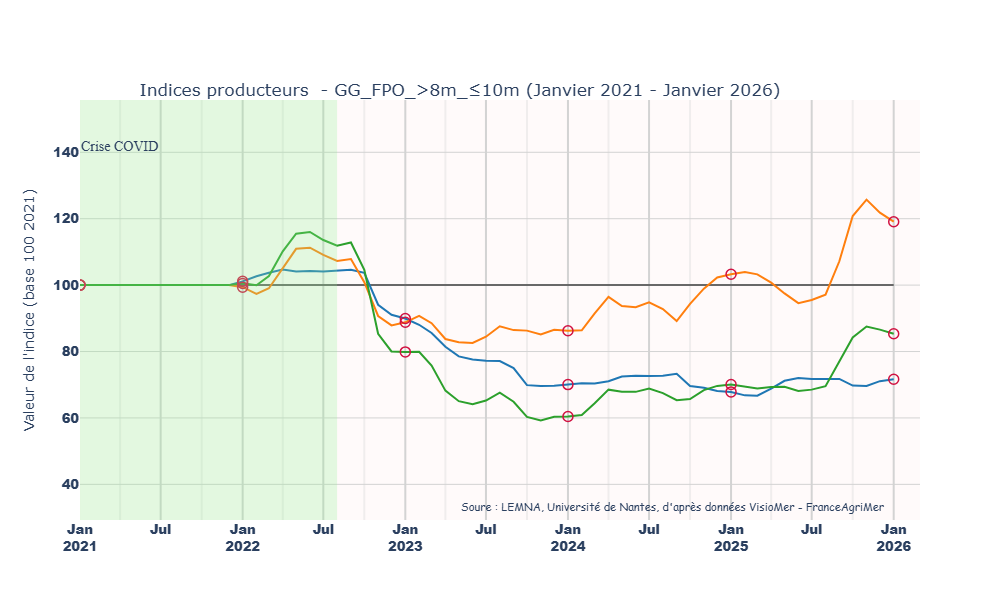 Indices producteurs - GG_FPO_>8m_≤10m (Janvier 2021 - Janvier 2026)
Crise COVID
Valeur de l'indice (base 100 2021)
140
120
100
80
60
40
Soure : LEMNA, Université de Nantes, d'après données VisioMer - FranceAgriMer
Jan Jul Jan Jul Jan Jul Jan Jul Jan Jul Jan
2021 2022 2023 2024 2025 2026